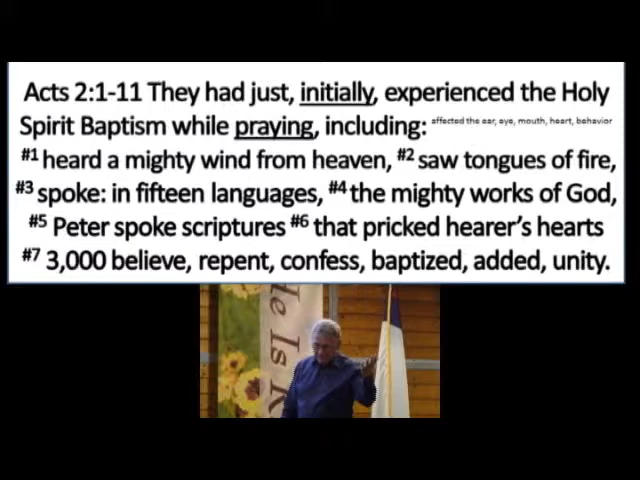 Acts 2:1-11 They had just, initially, experienced the Holy
Spirit Baptism while praying, including: affected the ear, eye, mouth, heart, behavior
#1 heard a mighty wind from heaven, #2 saw tongues of fire,
#3 spoke: in fifteen languages, #4 the mighty works of God,
#5 Peter spoke scriptures #6 that pricked hearer's hearts
#7 3,000 believe, repent, confess, baptized, added, unity.
He Is